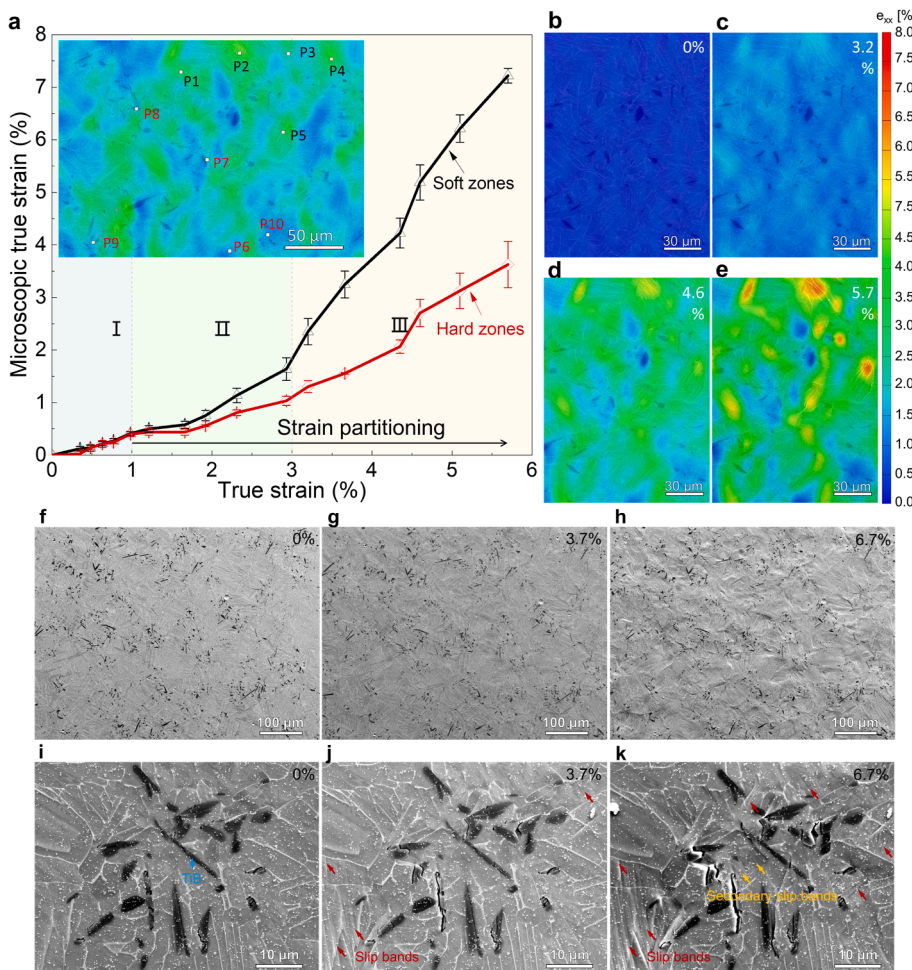 a
Microscopic true strain (%)
8
7
6
5
4
3
2
1
0
P1
P2
P3
P4
P5
P8
P7
P10
P9
P6
50 μm
Soft zones
Hard zones
I
II
III
Strain partitioning
0
1
2
3
4
5
6
True strain (%)
b
0%
30 μm
c
3.2
%
30 μm
d
4.6
%
30 μm
e
5.7
%
30 μm
exx [%]
8.0
7.5
7.0
6.5
6.0
5.5
5.0
4.5
4.0
3.5
3.0
2.5
2.0
1.5
1.0
0.5
0.0
f
0%
100 μm
g
3.7%
100 μm
h
6.7%
100 μm
i
0%
TiB
10 μm
j
3.7%
Slip bands
10 μm
k
6.7%
Secondary slip bands
Slip bands
10 μm